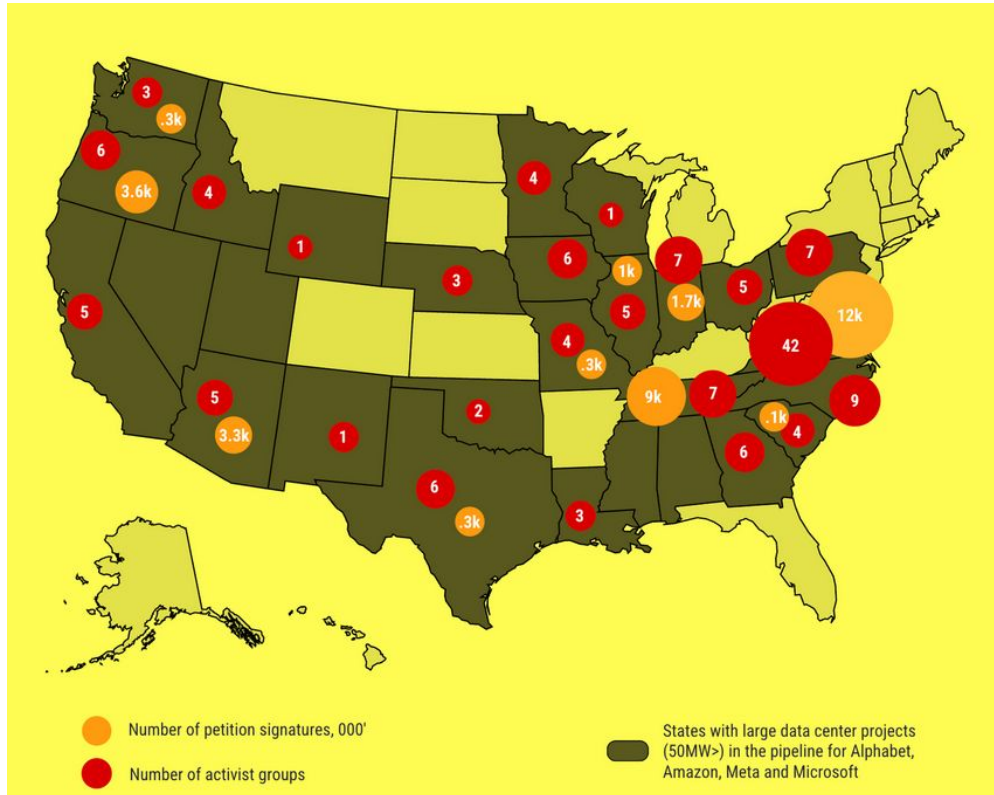 3
.3k
6
3.6k
4
4
1
1
6
1k
7
7
1
3
1.7k
5
5
5
12k
4
42
.3k
5
9k
7
9
3.3k
2
.1k
4
1
6
6
.3k
3
Number of petition signatures, 000'
Number of activist groups
States with large data center projects
(50MW>) in the pipeline for Alphabet,
Amazon, Meta and Microsoft